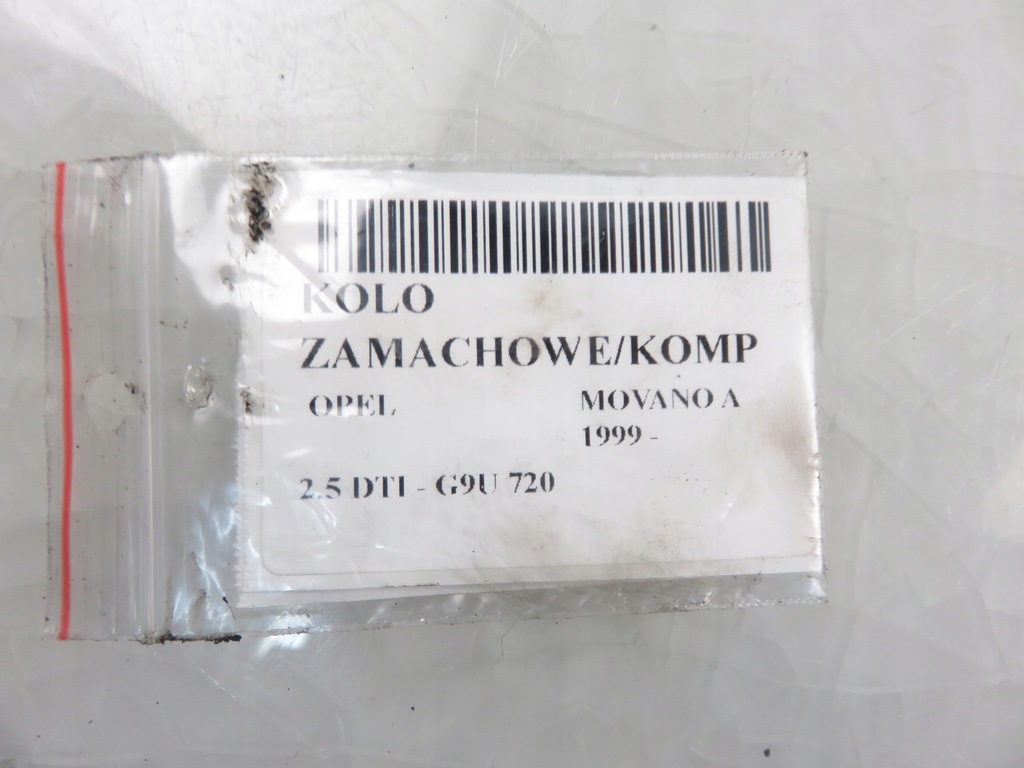 KOLO
ZAMACHOWE/KOMP
OPEL MOVANO A
1999 -
2.5 DTI - G9U 720